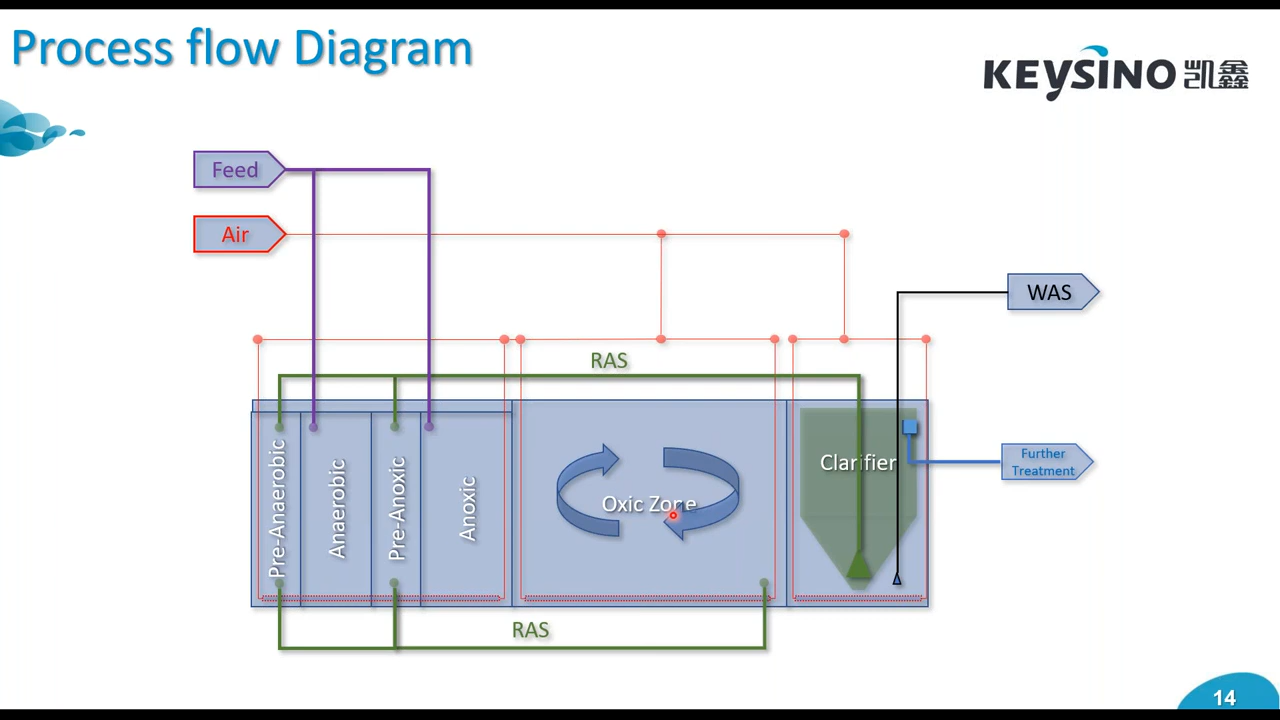 Process flow Diagram
KEYSINO 凯鑫
Feed
Air
WAS
RAS
Pre-Anaerobic
Anaerobic
Pre-Anoxic
Anoxic
Oxic Zone
Clarifier
Further
Treatment
RAS
14